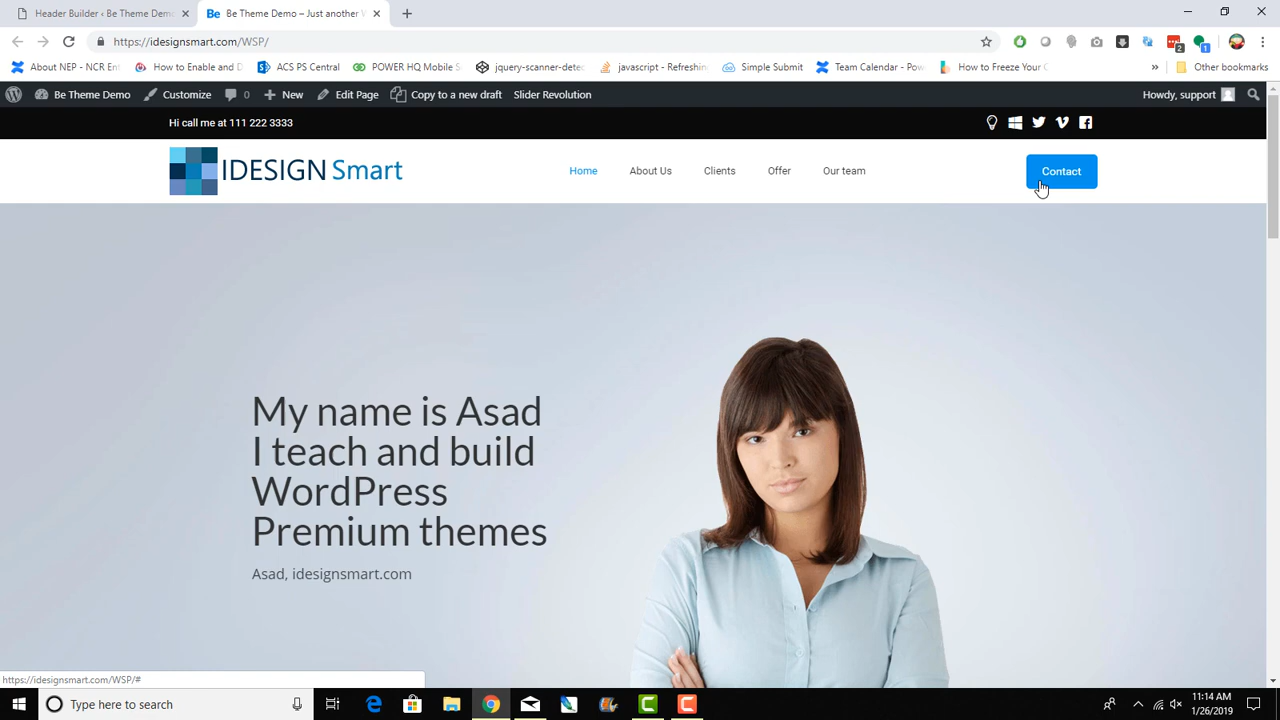 Header Builder ‹ Be Theme Demo
Be Be Theme Demo – Just another W
https://idesignsmart.com/WSP/
About NEP - NCR Ent
How to Enable and D
ACS PS Central
POWER HQ Mobile S
jquery-scanner-detec
javascript - Refreshing
Simple Submit
Team Calendar - Pow
How to Freeze Your C
»
Other bookmarks
Be Theme Demo
Customize
0
New
Edit Page
Copy to a new draft
Slider Revolution
Howdy, support
Hi call me at 111 222 3333
IDESIGN Smart
Home
About Us
Clients
Offer
Our team
Contact
My name is Asad
I teach and build
WordPress
Premium themes
Asad, idesignsmart.com
https://idesignsmart.com/WSP/#
Type here to search
11:14 AM
1/26/2019